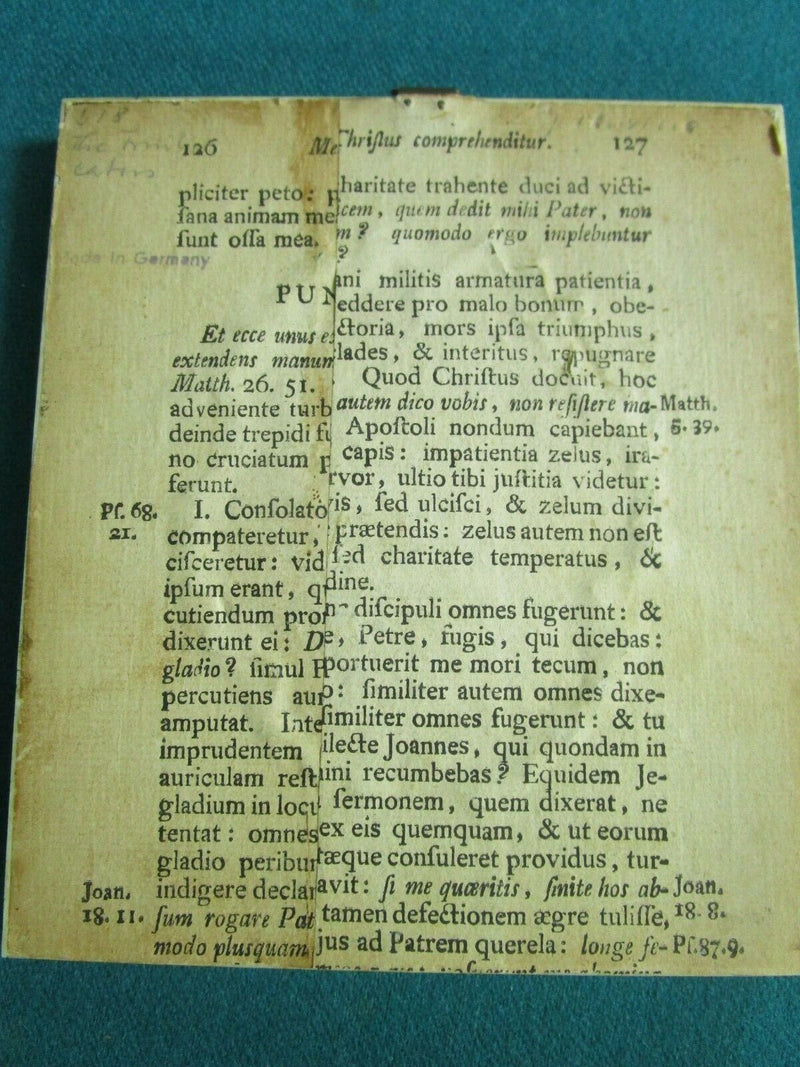 126
pliciter peto:
ſana animam me
ſunt oſſa mea.
In Germany
PUN
Et ecce unus
extendens manum
Matth. 26. 51.
adveniente turb
deinde trepidi
no cruciatum
ferunt.
Pſ. 68. I. Conſolato
21. compateretur,
ciſceretur: vid
ipſum erant,
cutiendum prop
dixerunt ei:
gladio? ſimul
percutiens au
amputat. Inte
imprudentem
auriculam reſt
gladium in loc
tentat: omnes
gladio peribu
Joan. indigere decla
18. 11. ſum rogare Pat
modo plusquam
Chriſtus comprehenditur. 127
haritate trahente duci ad victi-
cem, quem dedit mihi Pater, non
m? quomodo ergo implebuntur
?
ni militis armatura patientia,
eddere pro malo bonum, obe-
ctoria, mors ipſa triumphus,
lades, & interitus, repugnare
Quod Chriſtus docuit, hoc
autem dico vobis, non reſiſtere ma- Matth.
Apoſtoli nondum capiebant, 5. 39.
capis: impatientia zelus, ira-
rvor, ultio tibi juſtitia videtur:
is, ſed ulciſci, & zelum divi-
prætendis: zelus autem non eſt
ſed charitate temperatus, &
dine.
diſcipuli omnes fugerunt: &
e, Petre, fugis, qui dicebas:
portuerit me mori tecum, non
o: ſimiliter autem omnes dixe-
ſimiliter omnes fugerunt: & tu
ilecte Joannes, qui quondam in
ini recumbebas? Equidem Je-
ſermonem, quem dixerat, ne
ex eis quemquam, & ut eorum
æque conſuleret providus, tur-
avit: ſi me quæritis, ſinite hos ab- Joan.
tamen defectionem ægre tuliſſe, 18. 8.
jus ad Patrem querela: longe fe- Pſ. 87. 9.